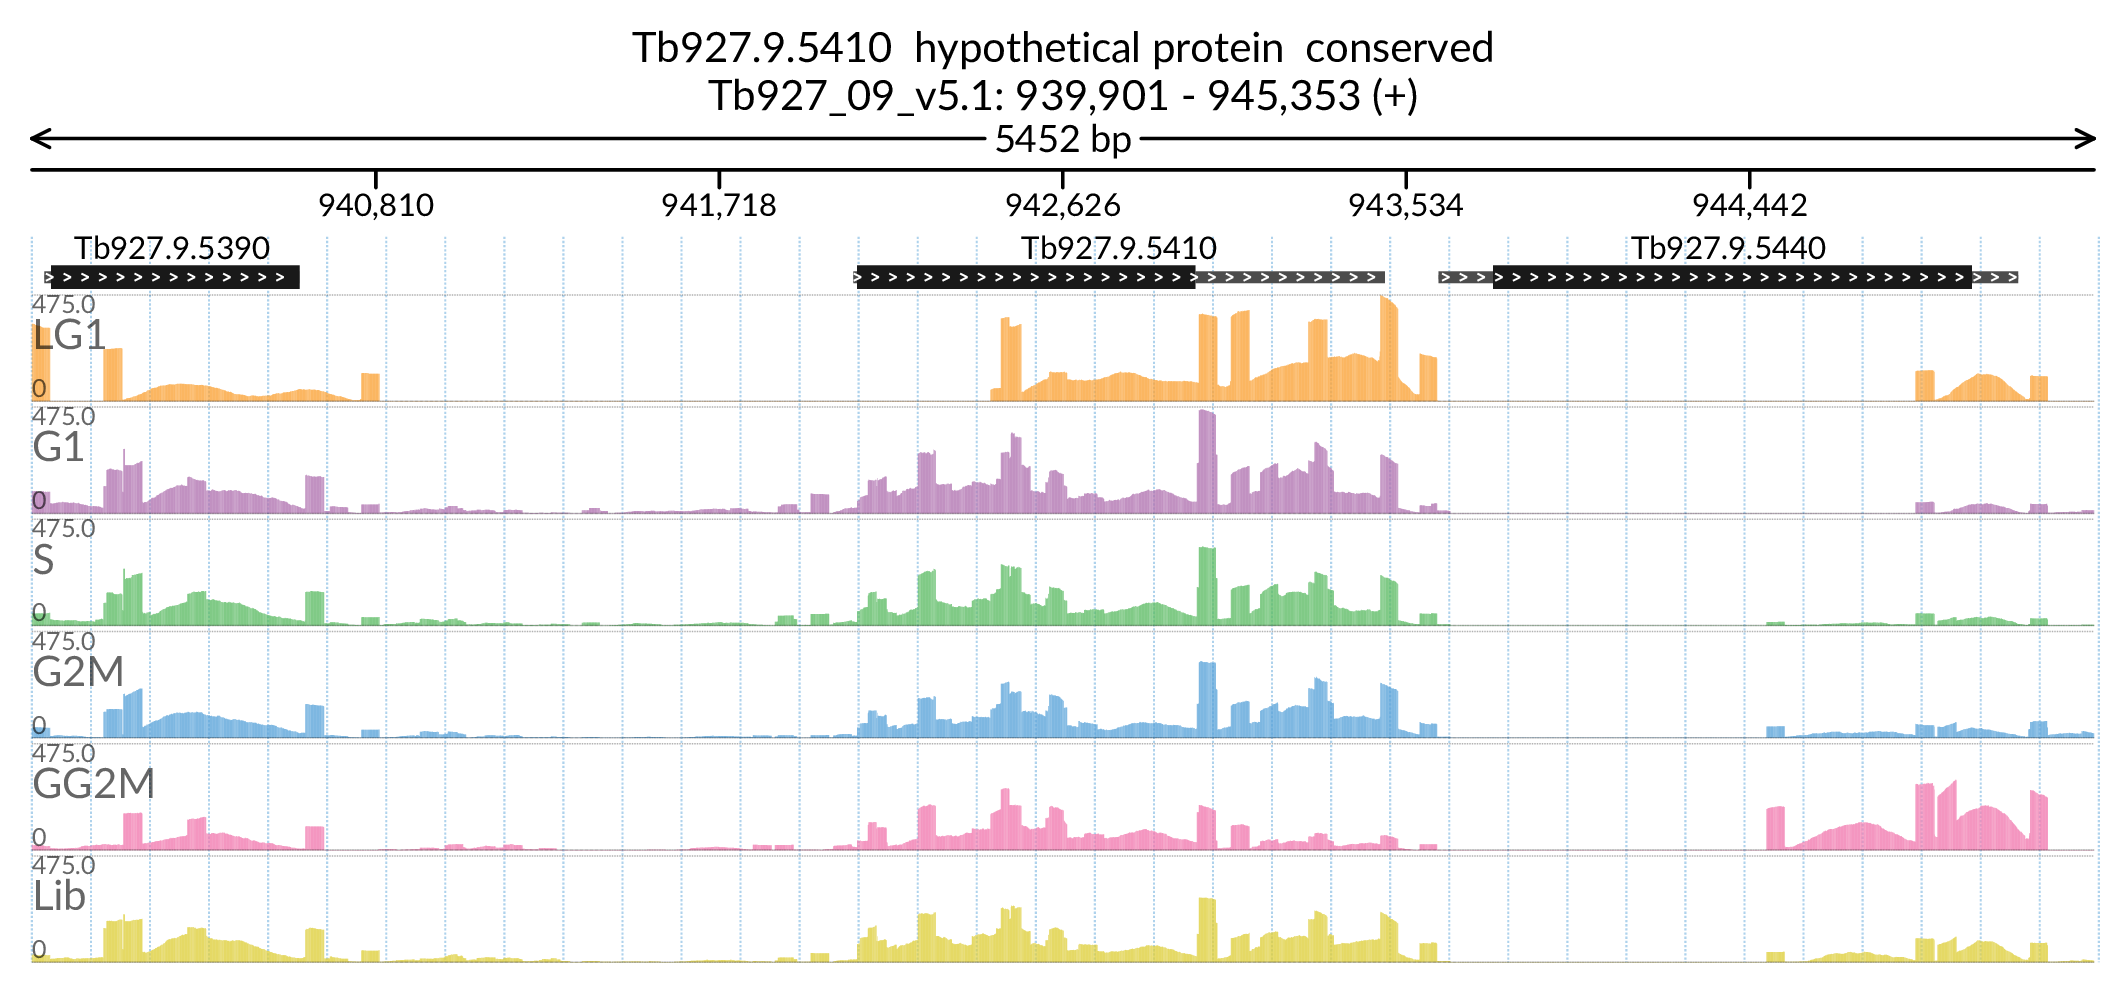 Tb927.9.5410 hypothetical protein conserved
Tb927_09_v5.1: 939,901 - 945,353 (+)
5452 bp
940,810 941,718 942,626 943,534 944,442
Tb927.9.5390 Tb927.9.5410 Tb927.9.5440
475.0
LG1
0
475.0
G1
0
475.0
S
0
475.0
G2M
0
475.0
GG2M
0
475.0
Lib
0